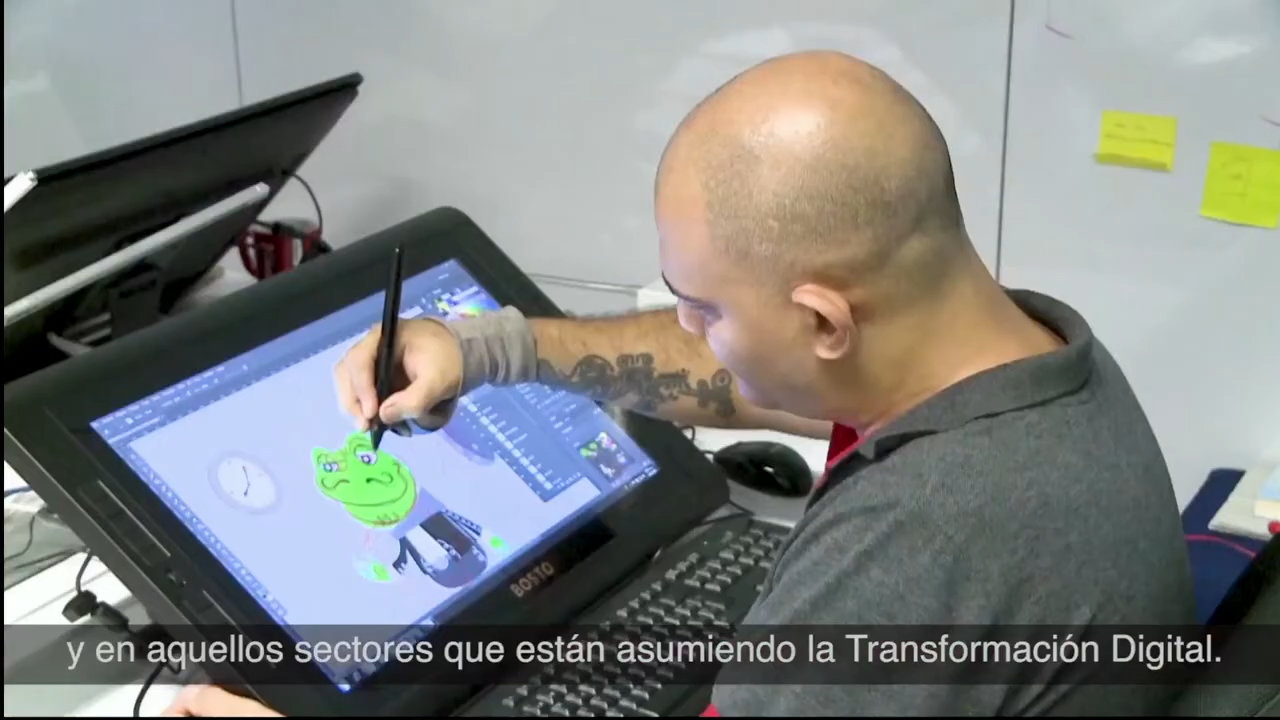 BOSTO
y en aquellos sectores que están asumiendo la Transformación Digital.